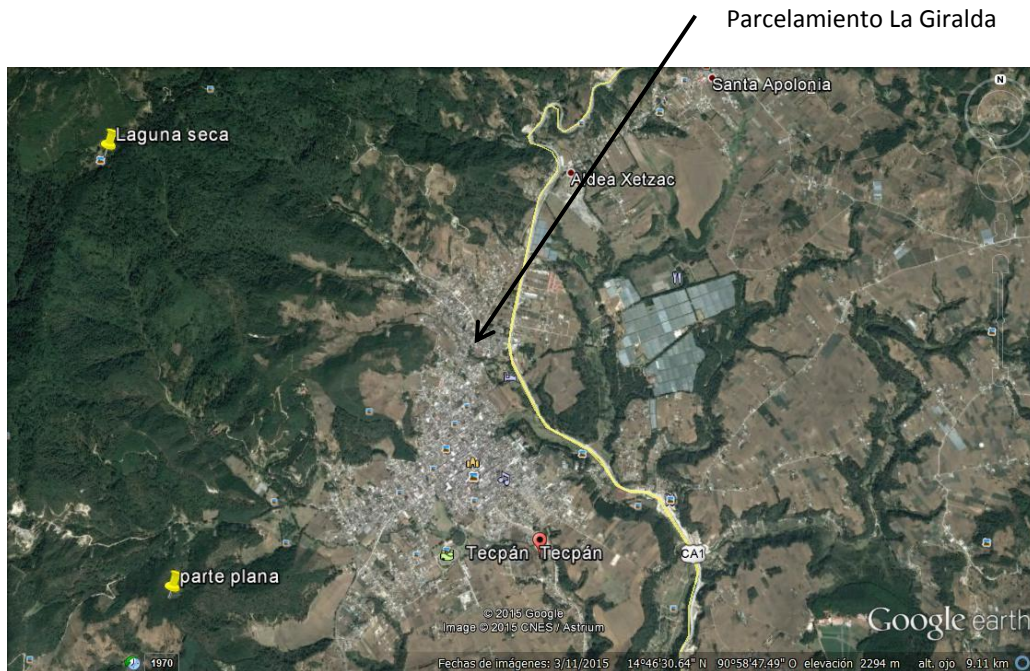 Parcelamiento La Giralda
N
Santa Apolonia
Laguna seca
Aldea Xetzac
Tecpán Tecpán
CA1
parte plana
© 2015 Google
Image © 2015 CNES / Astrium
Google earth
1970
Fechas de imágenes: 3/11/2015 14°46'30.64" N 90°58'47.49" O elevación 2294 m alt. ojo 9.11 km